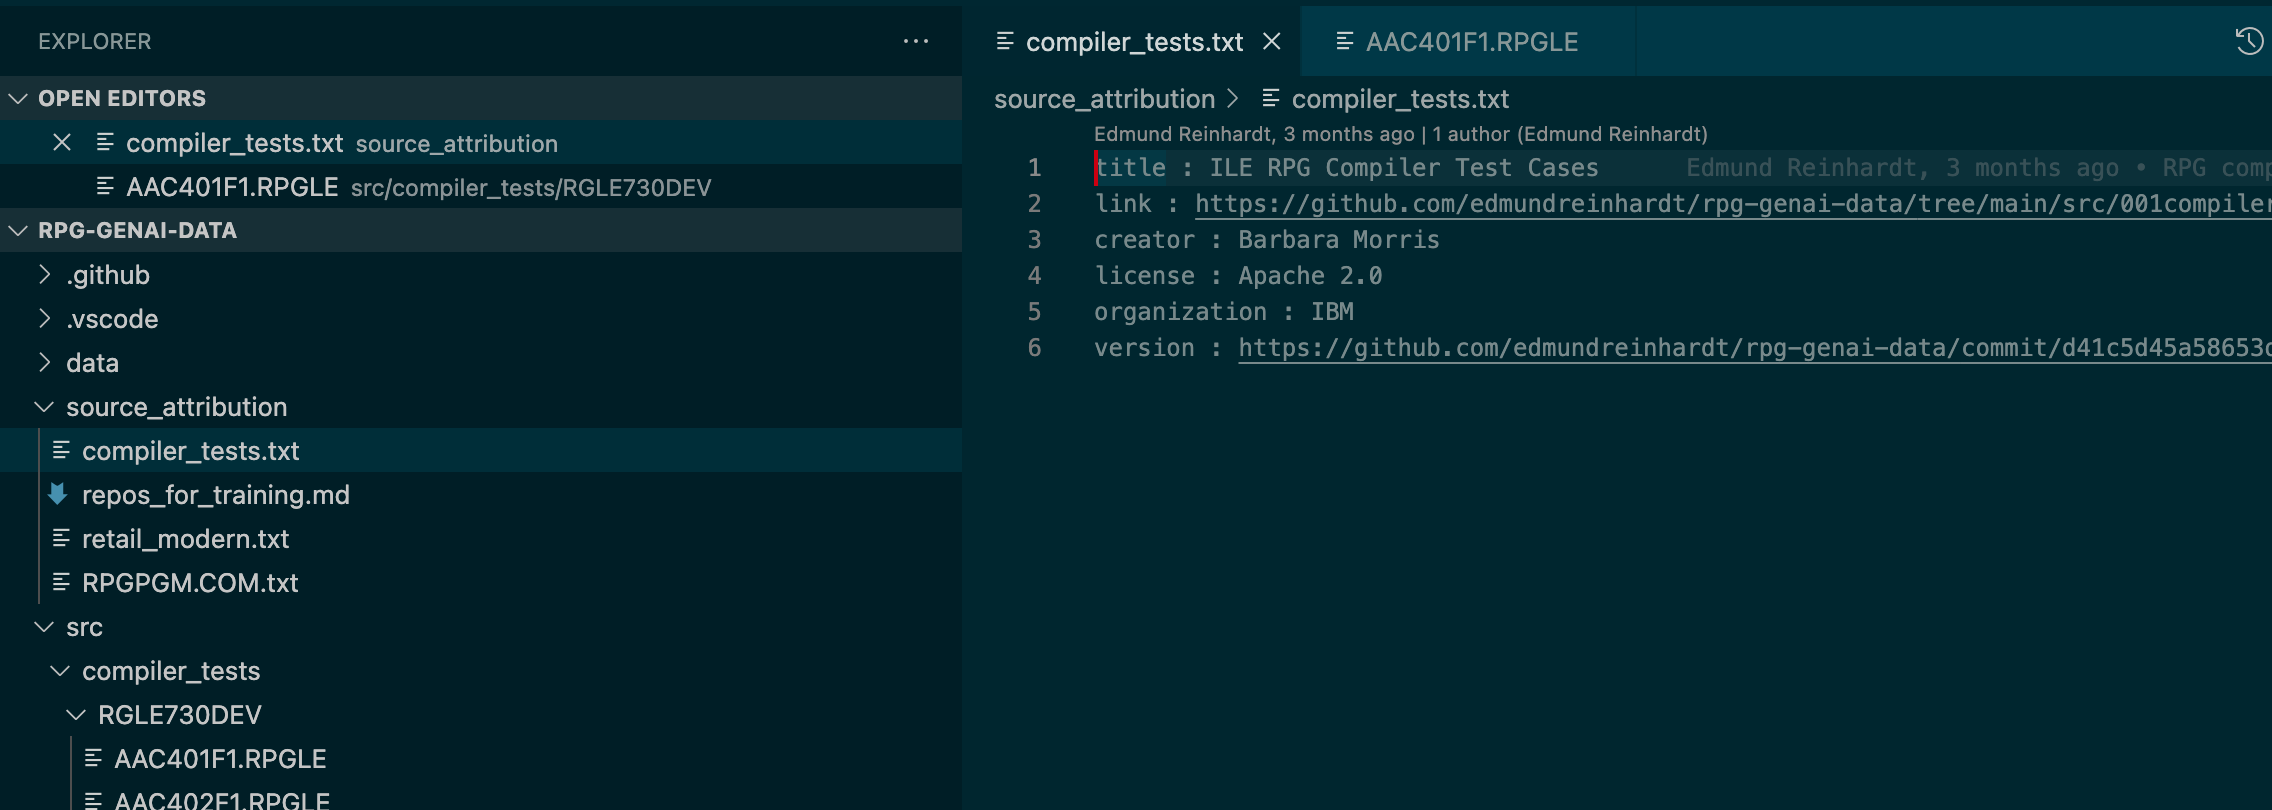 EXPLORER
OPEN EDITORS
compiler_tests.txt source_attribution
AAC401F1.RPGLE src/compiler_tests/RGLE730DEV
RPG-GENAI-DATA
.github
.vscode
data
source_attribution
compiler_tests.txt
repos_for_training.md
retail_modern.txt
RPGPGM.COM.txt
src
compiler_tests
RGLE730DEV
AAC401F1.RPGLE
AAC402F1.RPGLE
compiler_tests.txt AAC401F1.RPGLE
source_attribution > compiler_tests.txt
Edmund Reinhardt, 3 months ago | 1 author (Edmund Reinhardt)
1 title : ILE RPG Compiler Test Cases Edmund Reinhardt, 3 months ago • RPG comp
2 link : https://github.com/edmundreinhardt/rpg-genai-data/tree/main/src/001compiler
3 creator : Barbara Morris
4 license : Apache 2.0
5 organization : IBM
6 version : https://github.com/edmundreinhardt/rpg-genai-data/commit/d41c5d45a58653